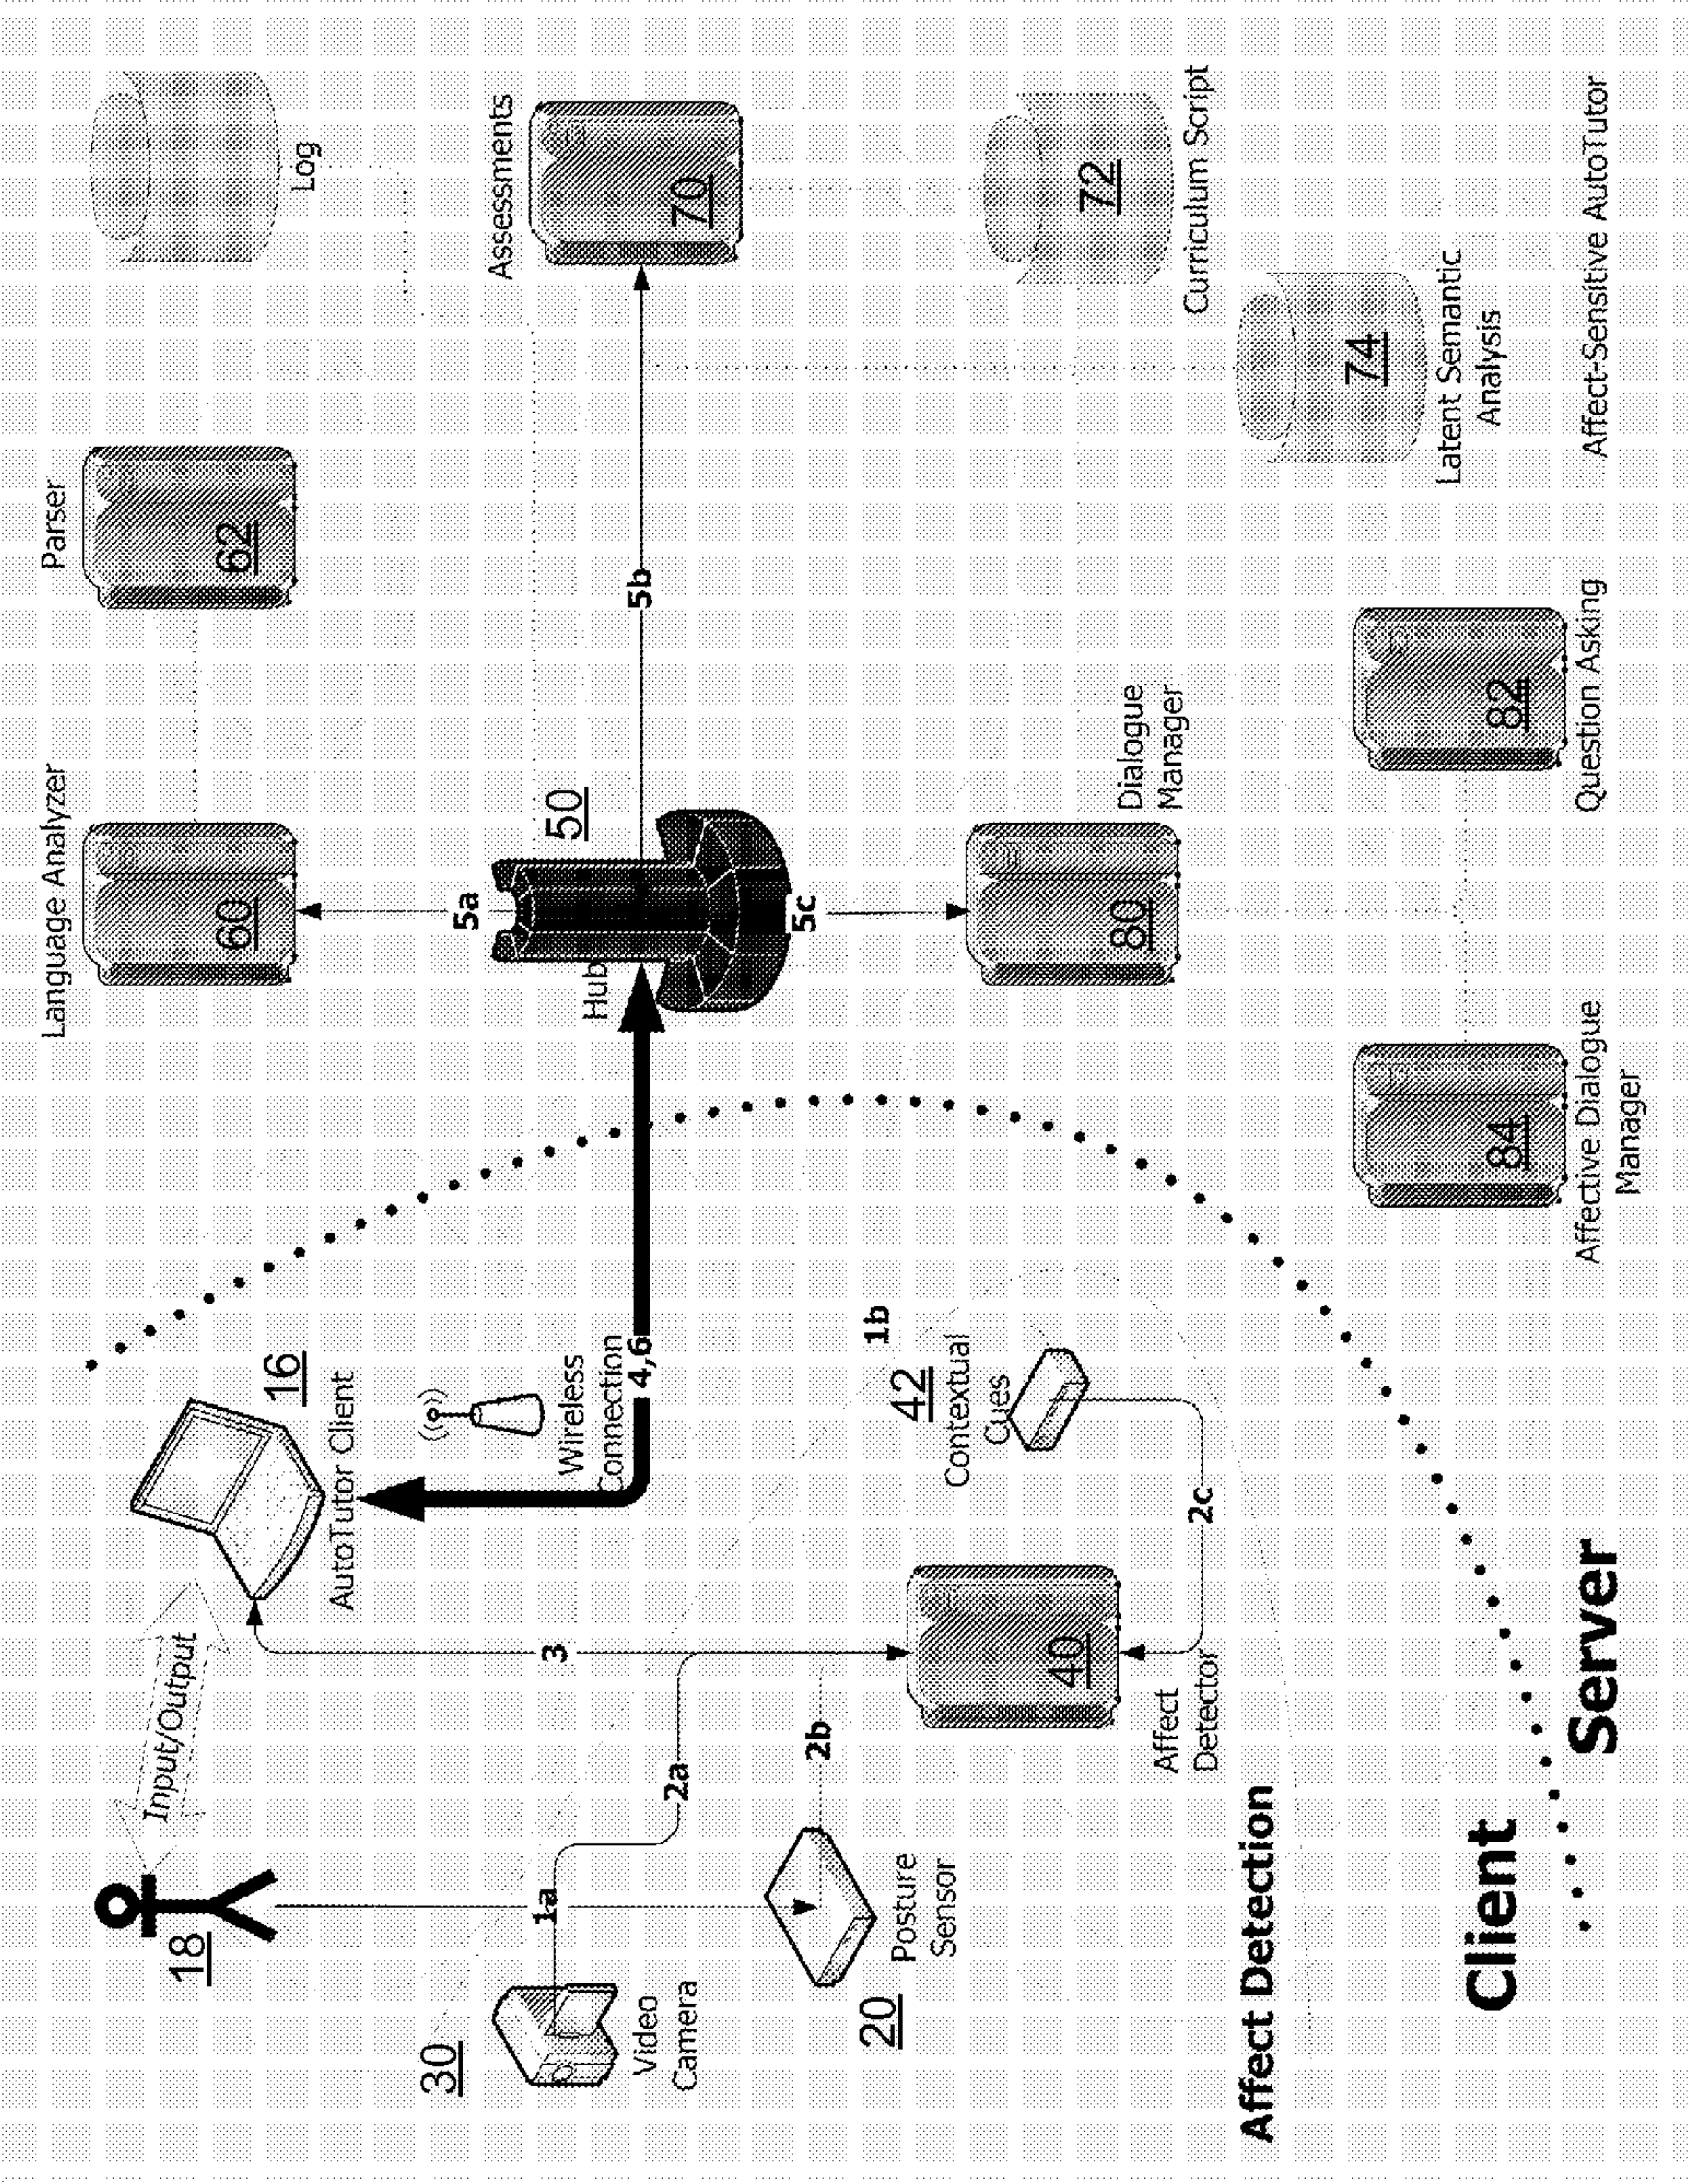 18
Input/Output
16
AutoTutor Client
Language Analyzer
60
Parser
62
Log
30
Video
Camera
1a
2a
3
Wireless
Connection
4,6
5a
Hub
50
5b
Assessments
70
20
Posture
Sensor
2b
1b
42
Contextual
Cues
5c
Dialogue
Manager
80
72
Curriculum Script
Affect
Detector
40
2c
74
Latent Semantic
Analysis
Affect Detection
84
Affective Dialogue
Manager
82
Question Asking
Client
Server
Affect-Sensitive AutoTutor